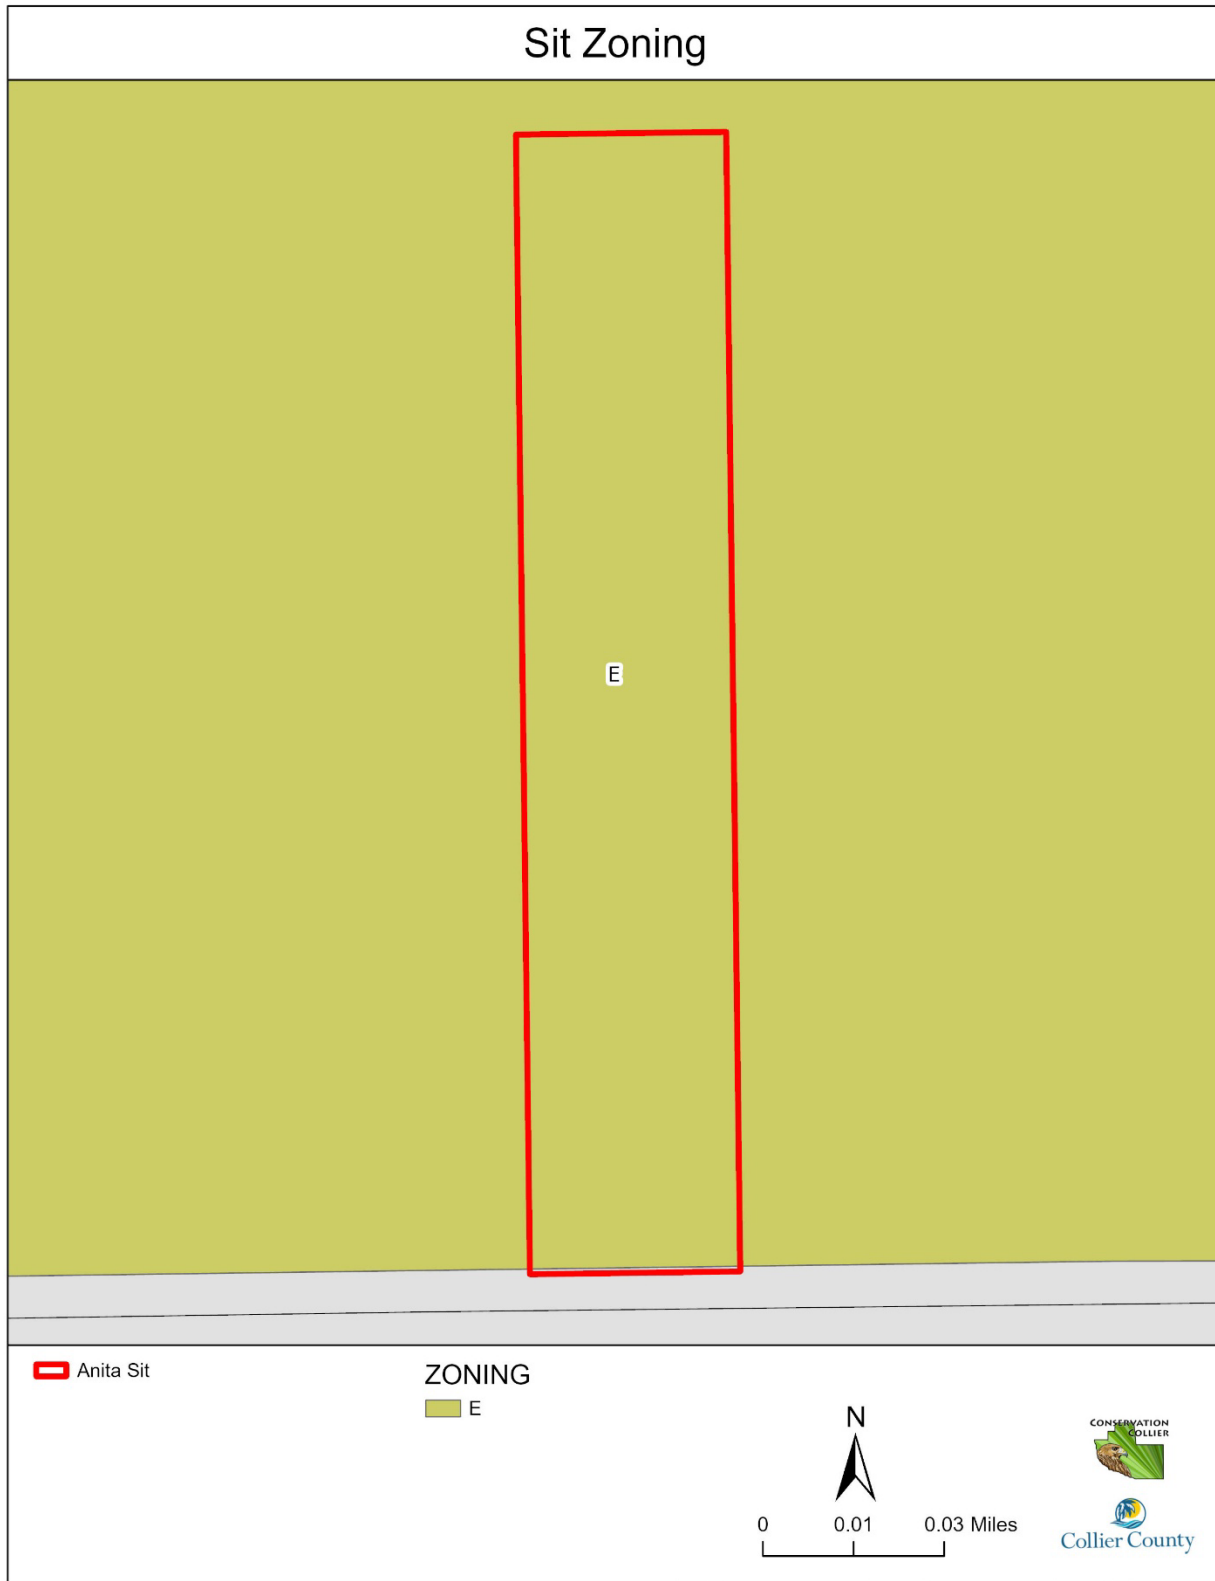 Sit Zoning
E
Anita Sit
ZONING
E
N
0 0.01 0.03 Miles
CONSERVATION
COLLIER
Collier County